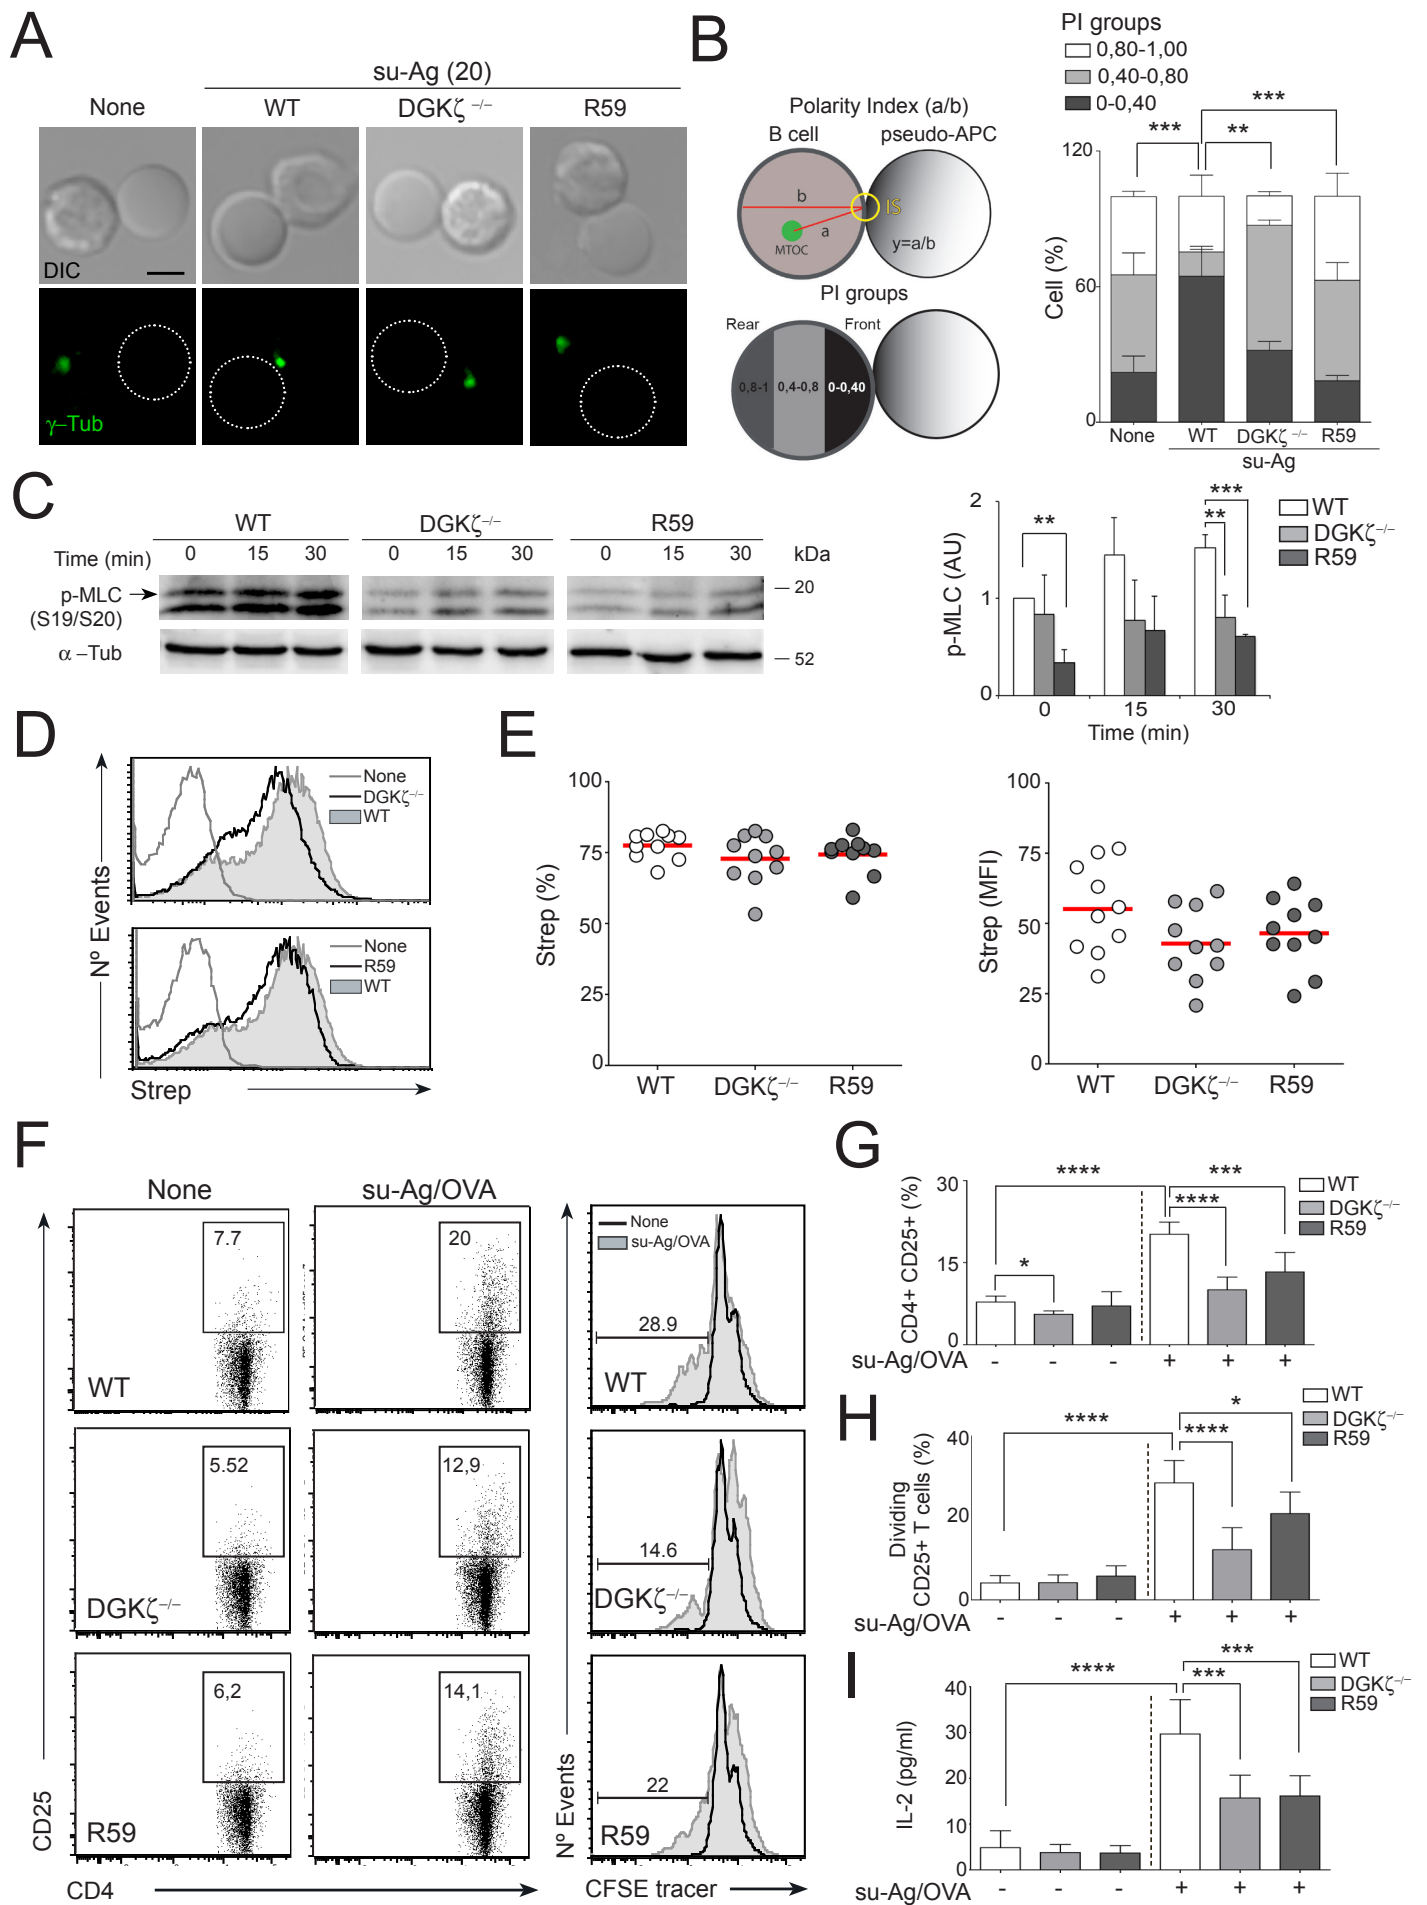 A
su-Ag (20)
None
WT
DGKζ −/−
R59
DIC
γ–Tub
B
Polarity Index (a/b)
B cell
pseudo-APC
b
a
MTOC
IS
y=a/b
PI groups
Rear
Front
0,8-1
0,4-0,8
0-0,40
PI groups
0,80-1,00
0,40-0,80
0-0,40
***
***
**
120
60
0
Cell (%)
None
WT
DGKζ −/−
R59
su-Ag
C
WT
DGKζ−/−
R59
Time (min)
0
15
30
0
15
30
0
15
30
kDa
p-MLC
(S19/S20)
20
α –Tub
52
p-MLC (AU)
2
1
0
**
***
**
WT
DGKζ−/−
R59
0
15
30
Time (min)
D
None
DGKζ−/−
WT
None
R59
WT
Nº Events
Strep
E
Strep (%)
100
75
50
25
0
WT
DGKζ−/−
R59
Strep (MFI)
100
75
50
25
0
WT
DGKζ−/−
R59
F
None
su-Ag/OVA
7.7
WT
20
None
su-Ag/OVA
28.9
WT
5.52
DGKζ−/−
12,9
14.6
DGKζ−/−
6,2
R59
14,1
22
R59
CD25
CD4
Nº Events
CFSE tracer
G
CD4+ CD25+ (%)
30
15
0
****
***
****
*
WT
DGKζ−/−
R59
su-Ag/OVA
-
-
-
+
+
+
H
Dividing
CD25+ T cells (%)
40
20
0
****
*
****
WT
DGKζ−/−
R59
su-Ag/OVA
-
-
-
+
+
+
I
IL-2 (pg/ml)
40
30
20
10
0
****
***
***
WT
DGKζ−/−
R59
su-Ag/OVA
-
-
-
+
+
+